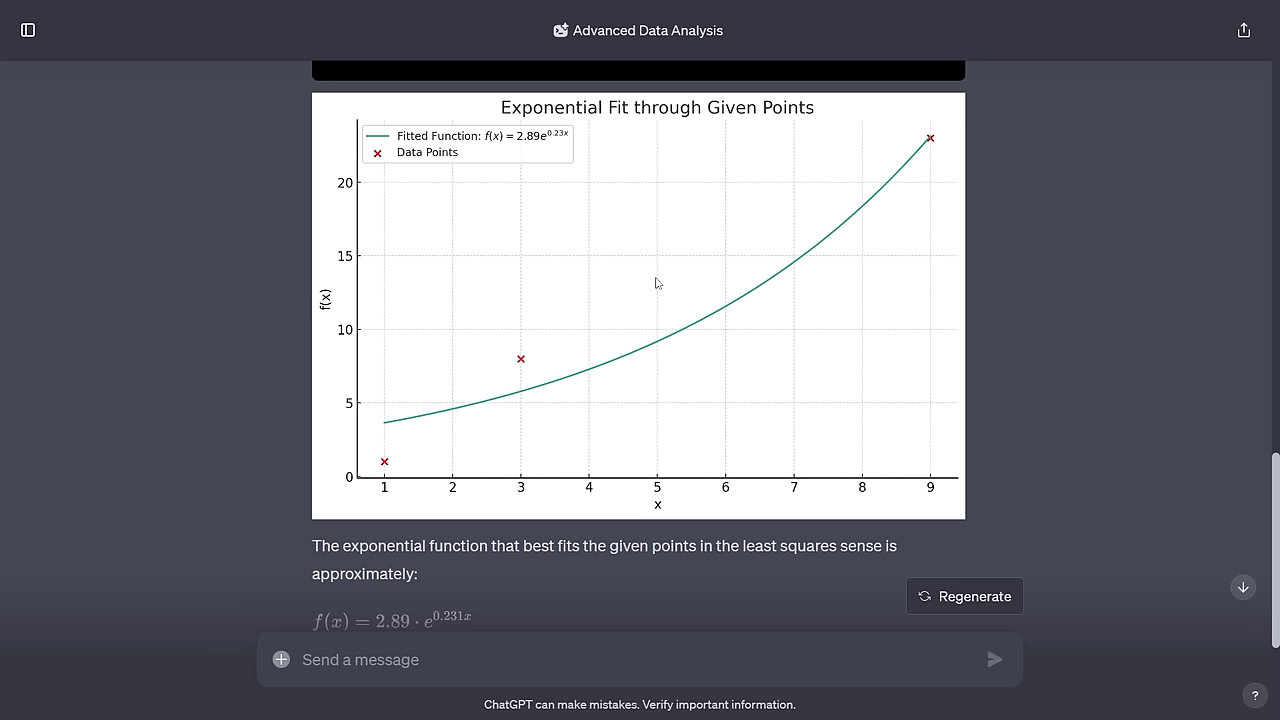 Advanced Data Analysis
Exponential Fit through Given Points
Fitted Function: f(x) = 2.89e^0.23x
Data Points
20
15
10
5
0
f(x)
1 2 3 4 5 6 7 8 9
x
The exponential function that best fits the given points in the least squares sense is
approximately:
f(x) = 2.89 · e^0.231x
Regenerate
Send a message
ChatGPT can make mistakes. Verify important information.
?